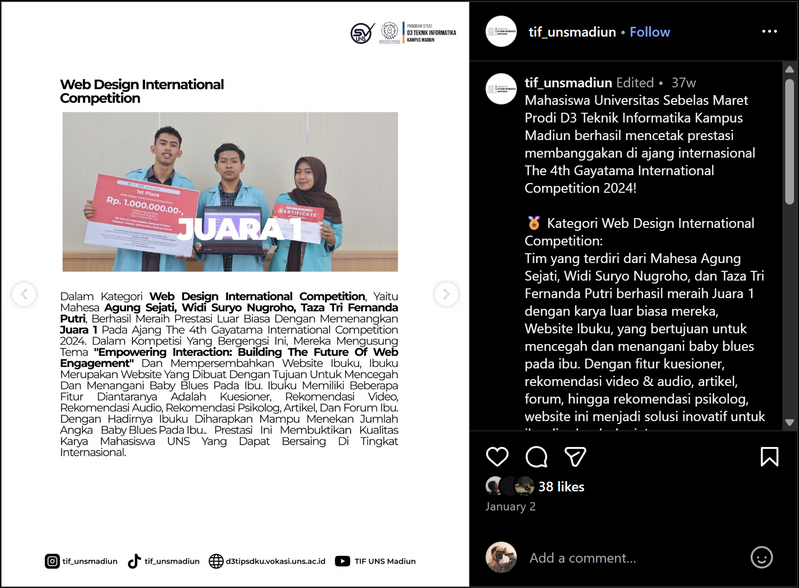 SV
UNS
PROGRAM STUDI
D3 TEKNIK INFORMATIKA
KAMPUS MADIUN
Web Design International
Competition
1st Place
Rp. 1.000.000,00-,
CERTIFICATE
JUARA 1
Dalam Kategori Web Design International Competition, Yaitu
Mahesa Agung Sejati, Widi Suryo Nugroho, Taza Tri Fernanda
Putri, Berhasil Meraih Prestasi Luar Biasa Dengan Memenangkan
Juara 1 Pada Ajang The 4th Gayatama International Competition
2024. Dalam Kompetisi Yang Bergengsi Ini, Mereka Mengusung
Tema "Empowering Interaction: Building The Future Of Web
Engagement" Dan Mempersembahkan Website Ibuku, Ibuku
Merupakan Website Yang Dibuat Dengan Tujuan Untuk Mencegah
Dan Menangani Baby Blues Pada Ibu. Ibuku Memiliki Beberapa
Fitur Diantaranya Adalah Kuesioner, Rekomendasi Video,
Rekomendasi Audio, Rekomendasi Psikolog, Artikel, Dan Forum Ibu.
Dengan Hadirnya Ibuku Diharapkan Mampu Menekan Jumlah
Angka Baby Blues Pada Ibu.. Prestasi Ini Membuktikan Kualitas
Karya Mahasiswa UNS Yang Dapat Bersaing Di Tingkat
Internasional.
tif_unsmadiun
tif_unsmadiun
d3tipsdku.vokasi.uns.ac.id
TIF UNS Madiun
tif_unsmadiun • Follow
tif_unsmadiun Edited • 37w
Mahasiswa Universitas Sebelas Maret
Prodi D3 Teknik Informatika Kampus
Madiun berhasil mencetak prestasi
membanggakan di ajang internasional
The 4th Gayatama International
Competition 2024!
🏅 Kategori Web Design International
Competition:
Tim yang terdiri dari Mahesa Agung
Sejati, Widi Suryo Nugroho, dan Taza Tri
Fernanda Putri berhasil meraih Juara 1
dengan karya luar biasa mereka,
Website Ibuku, yang bertujuan untuk
mencegah dan menangani baby blues
pada ibu. Dengan fitur kuesioner,
rekomendasi video & audio, artikel,
forum, hingga rekomendasi psikolog,
website ini menjadi solusi inovatif untuk
38 likes
January 2
Add a comment...